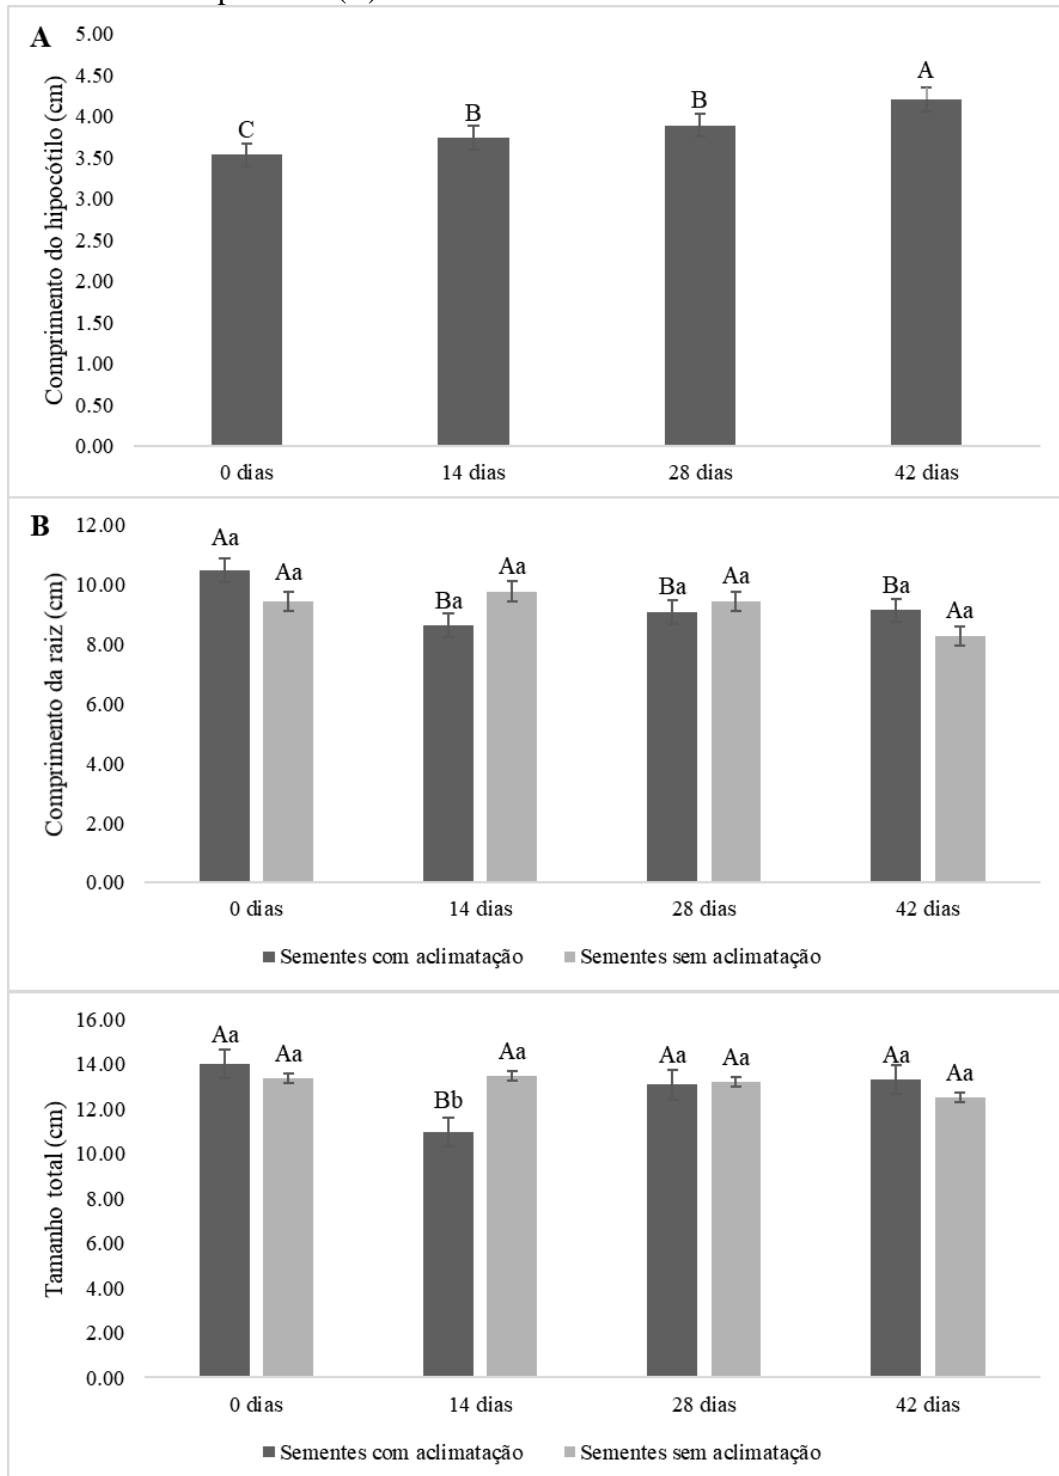 A
Comprimento do hipocótilo (cm)
5.00
4.50
4.00
3.50
3.00
2.50
2.00
1.50
1.00
0.50
0.00
C
B
B
A
0 dias 14 dias 28 dias 42 dias
B
Comprimento da raiz (cm)
12.00
10.00
8.00
6.00
4.00
2.00
0.00
Aa Aa Ba Aa Ba Aa Ba Aa
0 dias 14 dias 28 dias 42 dias
Sementes com aclimatação Sementes sem aclimatação
Tamanho total (cm)
16.00
14.00
12.00
10.00
8.00
6.00
4.00
2.00
0.00
Aa Aa Bb Aa Aa Aa Aa Aa
0 dias 14 dias 28 dias 42 dias
Sementes com aclimatação Sementes sem aclimatação